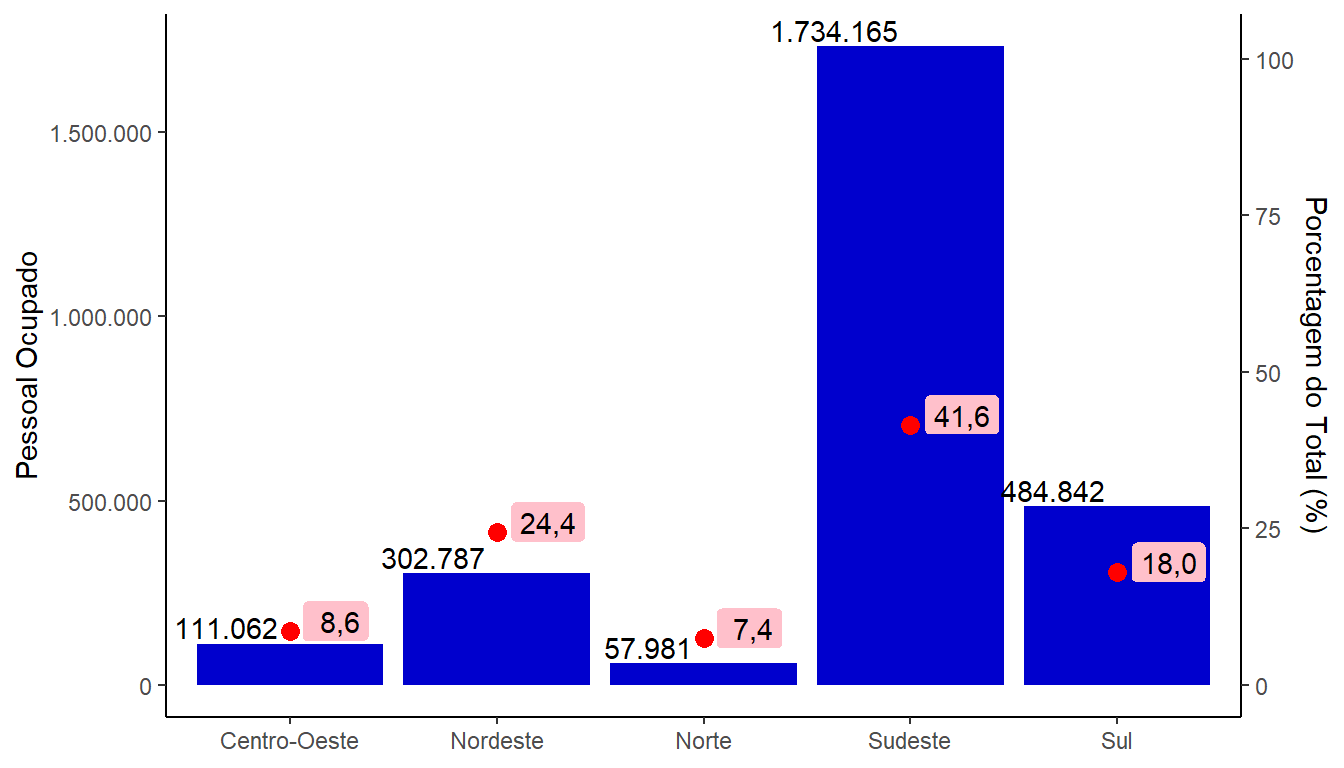 Pessoal Ocupado
1.500.000
1.000.000
500.000
0
1.734.165
484.842
302.787
111.062
57.981
41,6
24,4
18,0
8,6
7,4
100
75
50
25
0
Porcentagem do Total (%)
Centro-Oeste
Nordeste
Norte
Sudeste
Sul